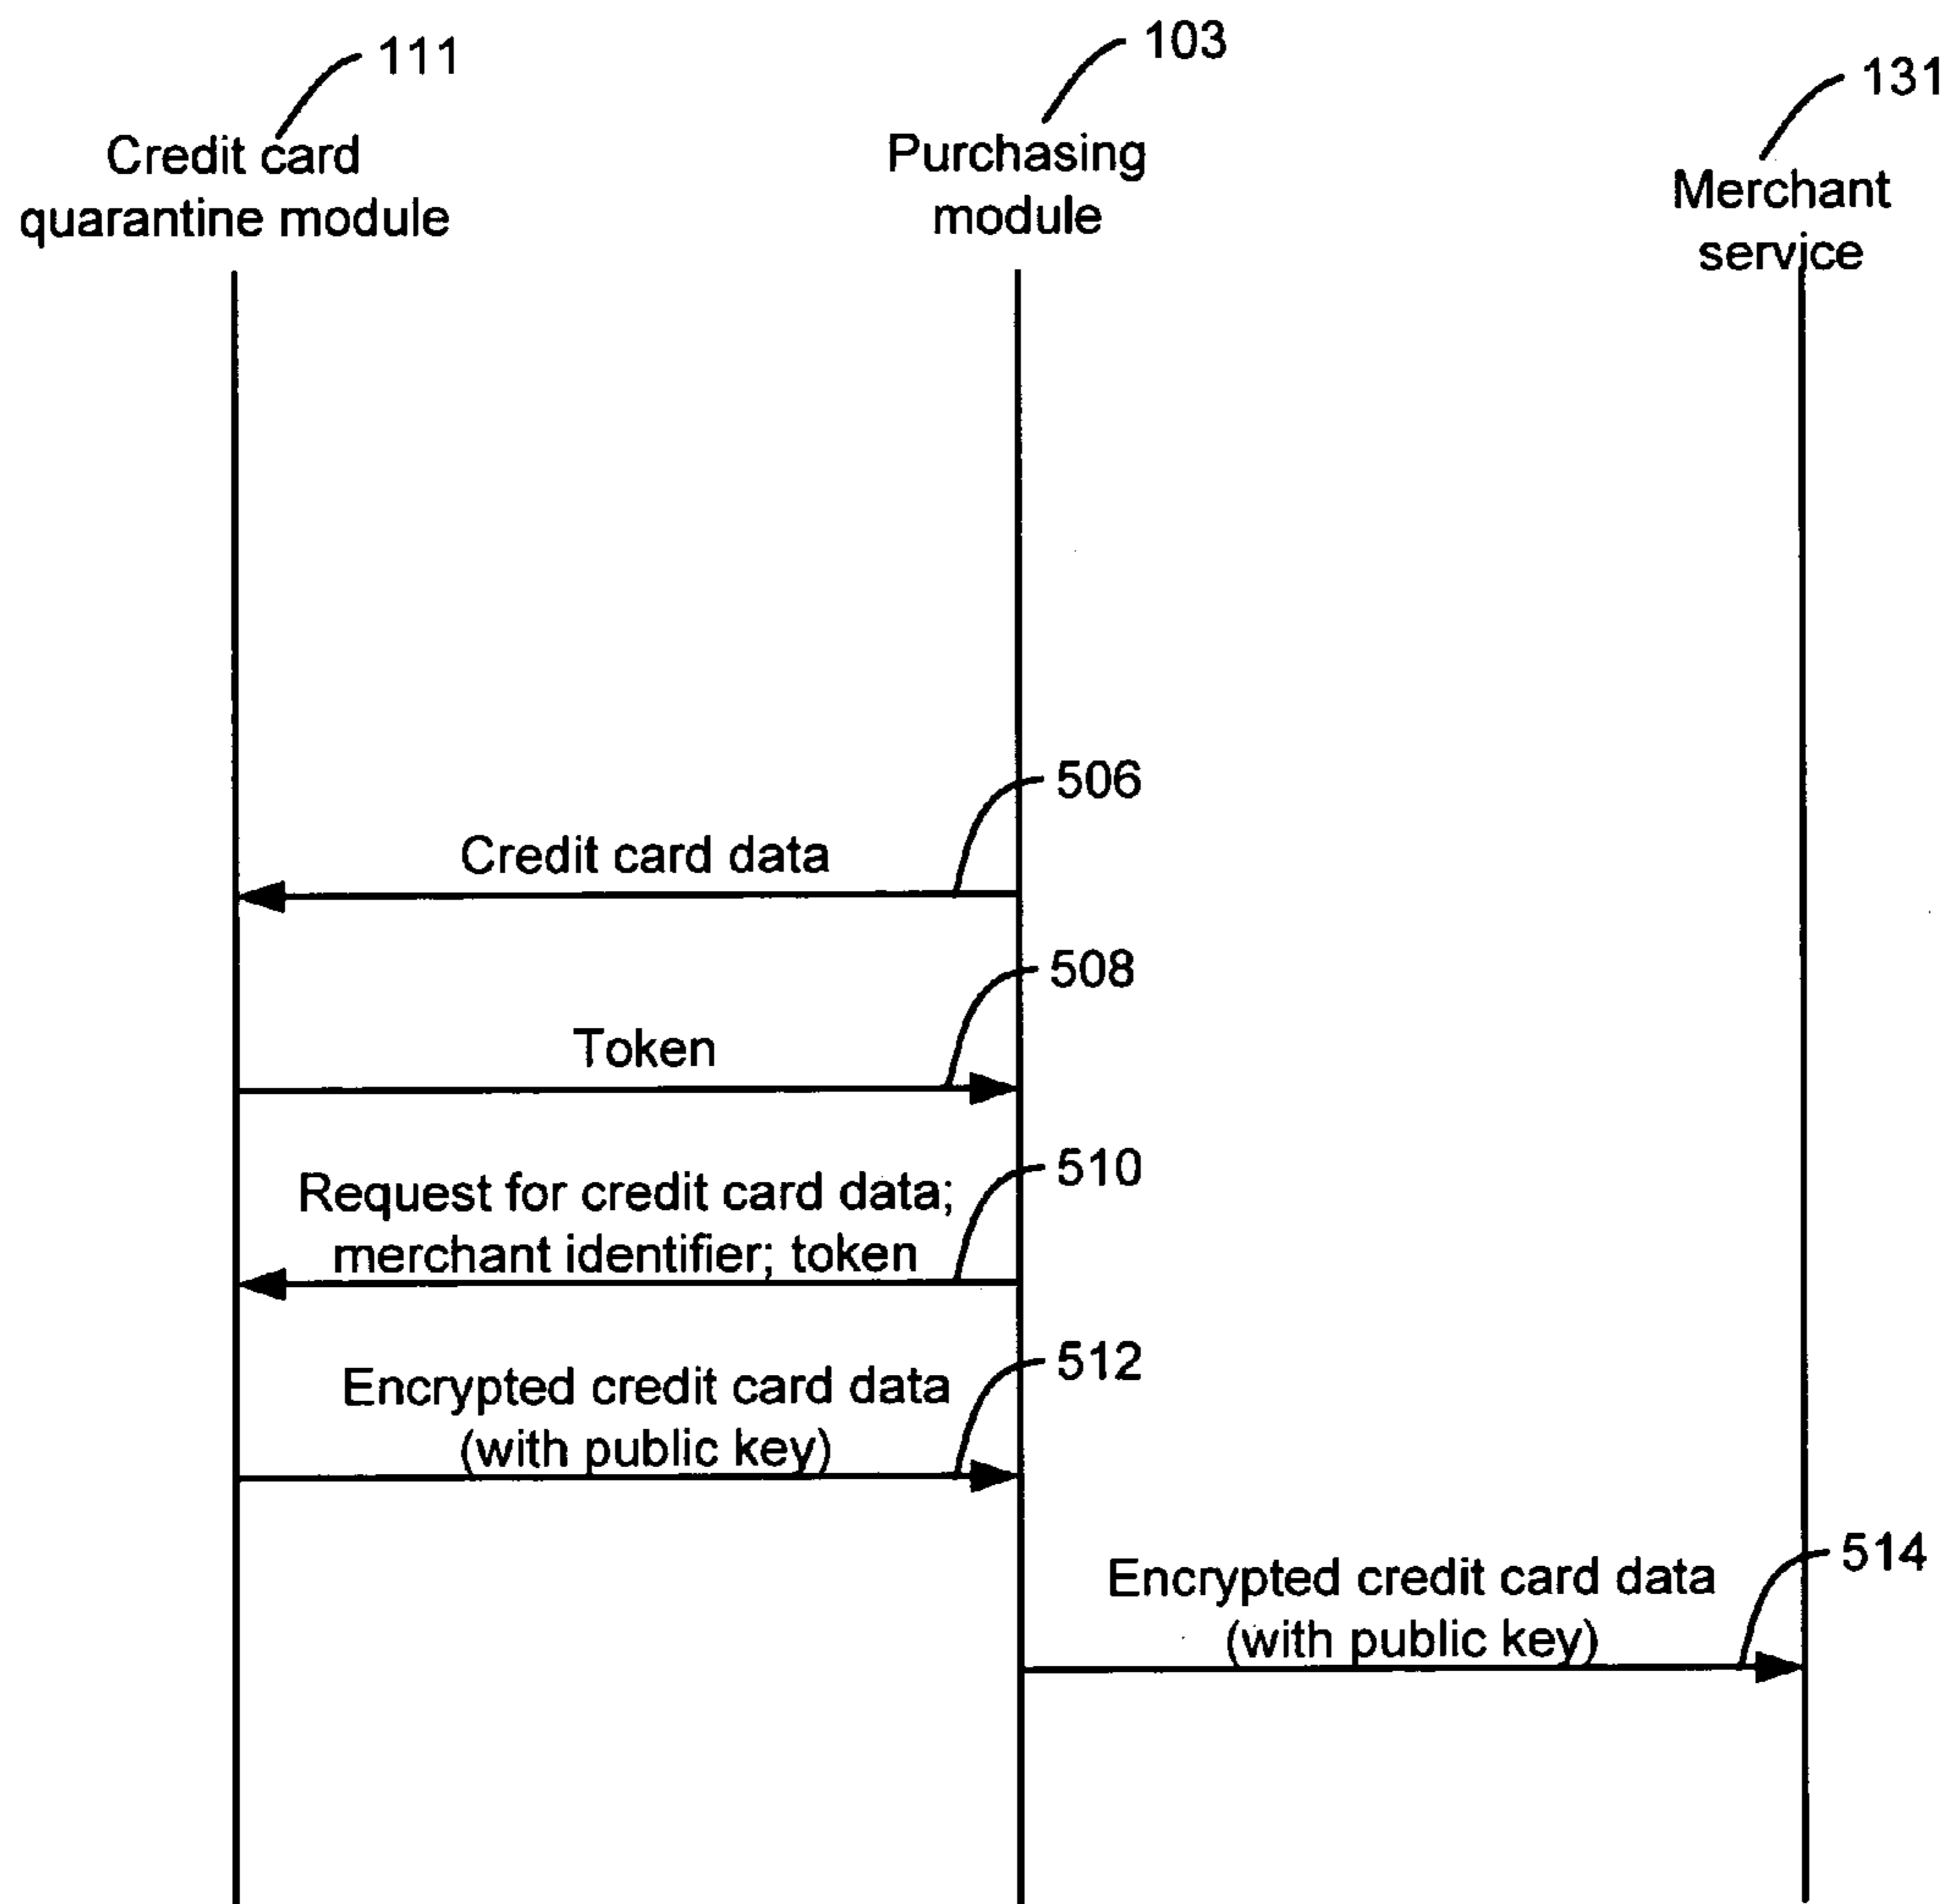 111
103
131
Credit card
quarantine module
Purchasing
module
Merchant
service
506
Credit card data
508
Token
510
Request for credit card data;
merchant identifier; token
512
Encrypted credit card data
(with public key)
514
Encrypted credit card data
(with public key)